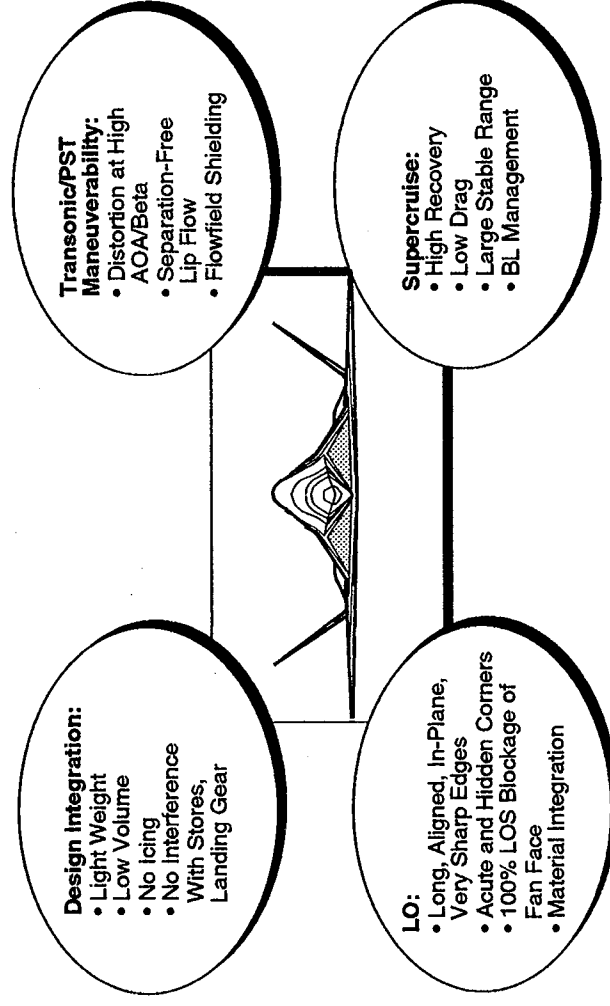 Design Integration:
• Light Weight
• Low Volume
• No Icing
• No Interference
With Stores,
Landing Gear
Transonic/PST
Maneuverability:
• Distortion at High
AOA/Beta
• Separation-Free
Lip Flow
• Flowfield Shielding
LO:
• Long, Aligned, In-Plane,
Very Sharp Edges
• Acute and Hidden Corners
• 100% LOS Blockage of
Fan Face
• Material Integration
Supercruise:
• High Recovery
• Low Drag
• Large Stable Range
• BL Management